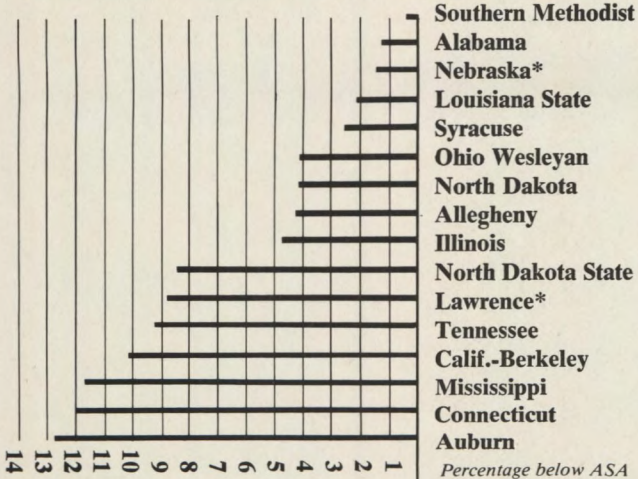 Southern Methodist
Alabama
Nebraska*
Louisiana State
Syracuse
Ohio Wesleyan
North Dakota
Allegheny
Illinois
North Dakota State
Lawrence*
Tennessee
Calif.-Berkeley
Mississippi
Connecticut
Auburn
14 13 12 11 10 9 8 7 6 5 4 3 2 1
Percentage below ASA